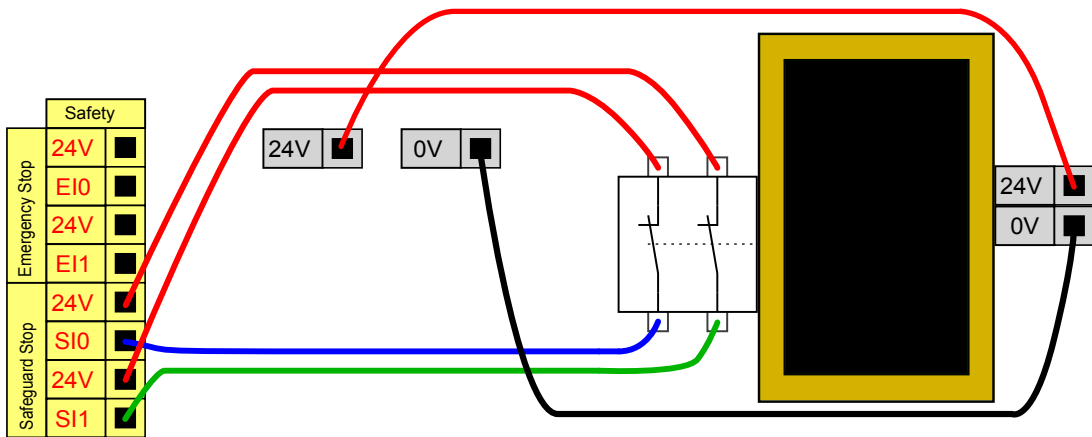 Safety
Emergency Stop
24V
EI0
24V
EI1
Safeguard Stop
24V
SI0
24V
SI1
24V
0V
24V
0V